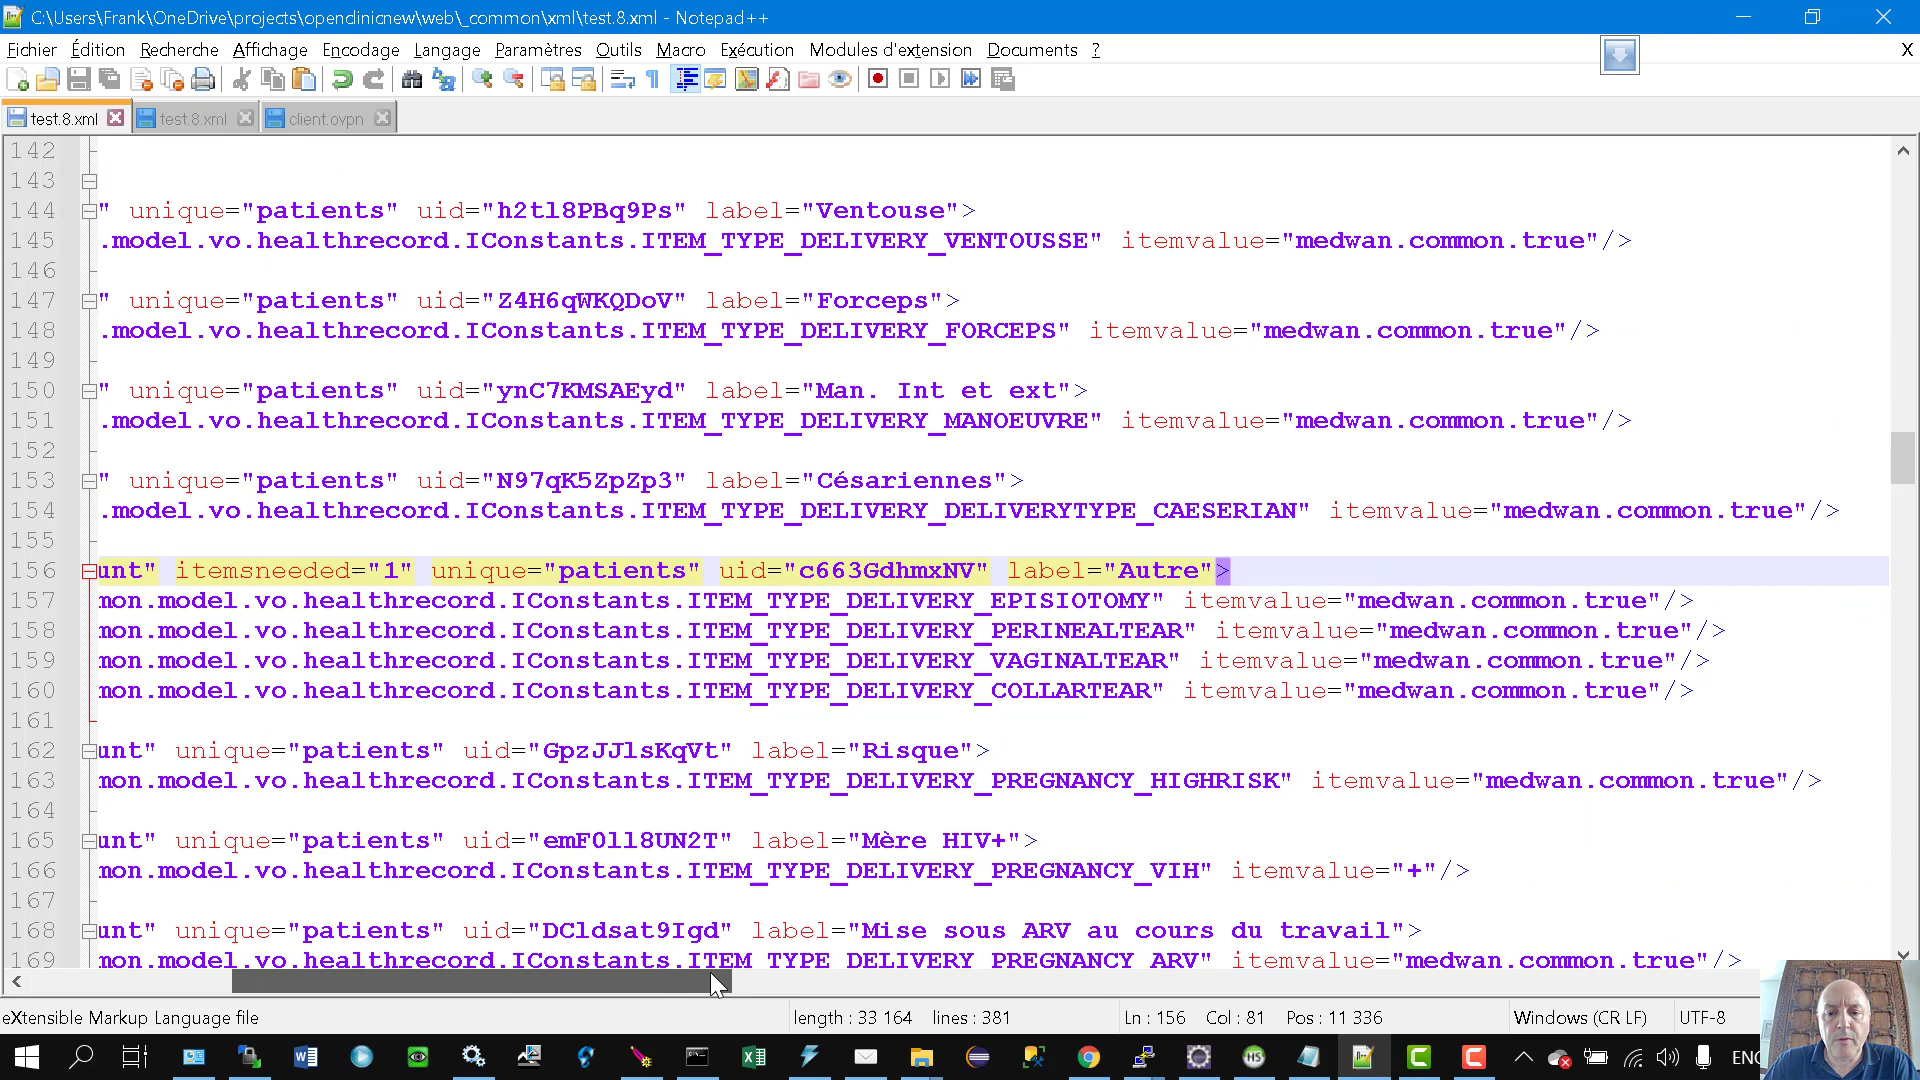 C:\Users\Frank\OneDrive\projects\openclinicnew\web\_common\xml\test.8.xml - Notepad++
Fichier Édition Recherche Affichage Encodage Langage Paramètres Outils Macro Exécution Modules d'extension Documents ?
X
test.8.xml test.8.xml client.ovpn
142
143
144 " unique="patients" uid="h2tl8PBq9Ps" label="Ventouse">
145 .model.vo.healthrecord.IConstants.ITEM_TYPE_DELIVERY_VENTOUSSE" itemvalue="medwan.common.true"/>
146
147 " unique="patients" uid="Z4H6qWKQDoV" label="Forceps">
148 .model.vo.healthrecord.IConstants.ITEM_TYPE_DELIVERY_FORCEPS" itemvalue="medwan.common.true"/>
149
150 " unique="patients" uid="ynC7KMSAEyd" label="Man. Int et ext">
151 .model.vo.healthrecord.IConstants.ITEM_TYPE_DELIVERY_MANOEUVRE" itemvalue="medwan.common.true"/>
152
153 " unique="patients" uid="N97qK5ZpZp3" label="Césariennes">
154 .model.vo.healthrecord.IConstants.ITEM_TYPE_DELIVERY_DELIVERYTYPE_CAESERIAN" itemvalue="medwan.common.true"/>
155
156 unt" itemsneeded="1" unique="patients" uid="c663GdhmxNV" label="Autre">
157 mon.model.vo.healthrecord.IConstants.ITEM_TYPE_DELIVERY_EPISIOTOMY" itemvalue="medwan.common.true"/>
158 mon.model.vo.healthrecord.IConstants.ITEM_TYPE_DELIVERY_PERINEALTEAR" itemvalue="medwan.common.true"/>
159 mon.model.vo.healthrecord.IConstants.ITEM_TYPE_DELIVERY_VAGINALTEAR" itemvalue="medwan.common.true"/>
160 mon.model.vo.healthrecord.IConstants.ITEM_TYPE_DELIVERY_COLLARTEAR" itemvalue="medwan.common.true"/>
161
162 unt" unique="patients" uid="GpzJJlsKqVt" label="Risque">
163 mon.model.vo.healthrecord.IConstants.ITEM_TYPE_DELIVERY_PREGNANCY_HIGHRISK" itemvalue="medwan.common.true"/>
164
165 unt" unique="patients" uid="emF0ll8UN2T" label="Mère HIV+">
166 mon.model.vo.healthrecord.IConstants.ITEM_TYPE_DELIVERY_PREGNANCY_VIH" itemvalue="+"/>
167
168 unt" unique="patients" uid="DCldsat9Igd" label="Mise sous ARV au cours du travail">
169 mon.model.vo.healthrecord.IConstants.ITEM_TYPE_DELIVERY_PREGNANCY_ARV" itemvalue="medwan.common.true"/>
eXtensible Markup Language file length : 33 164 lines : 381 Ln : 156 Col : 81 Pos : 11 336 Windows (CR LF) UTF-8
ENG